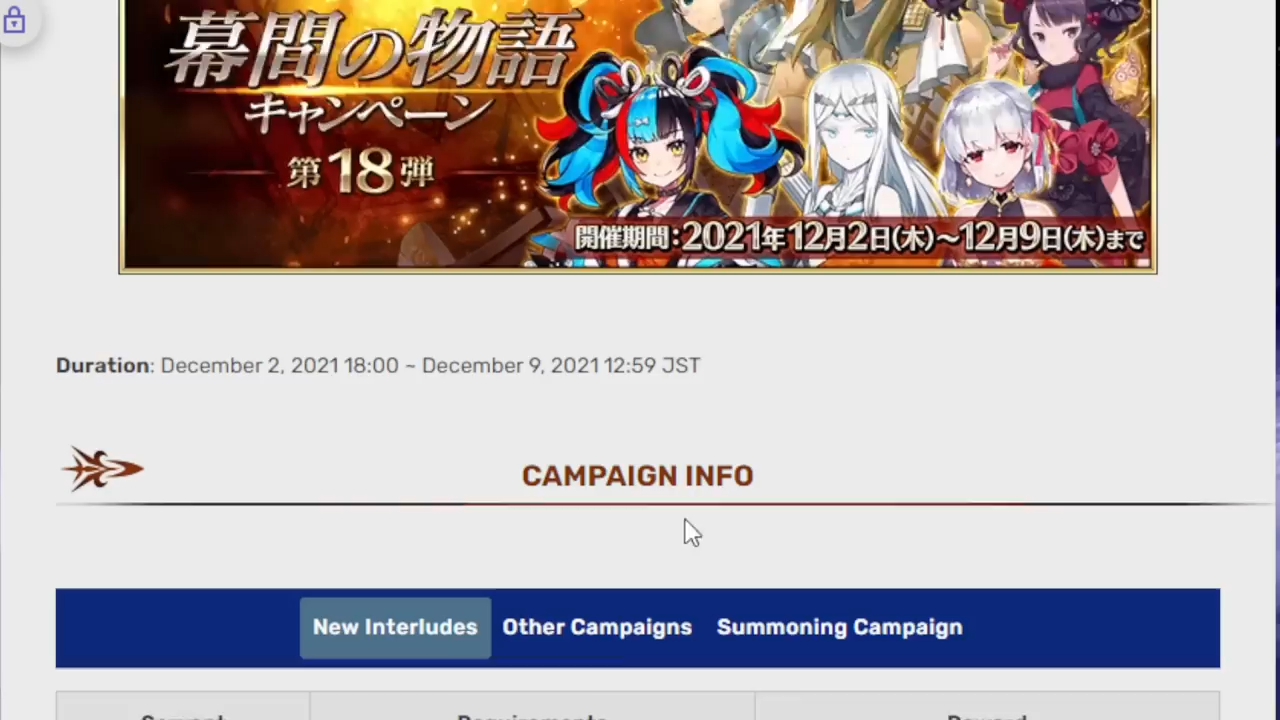 幕間の物語
キャンペーン
第18弾
開催期間:2021年12月2日(木)~12月9日(木)まで
Duration: December 2, 2021 18:00 ~ December 9, 2021 12:59 JST
CAMPAIGN INFO
New Interludes Other Campaigns Summoning Campaign
Servant Requirements Reward